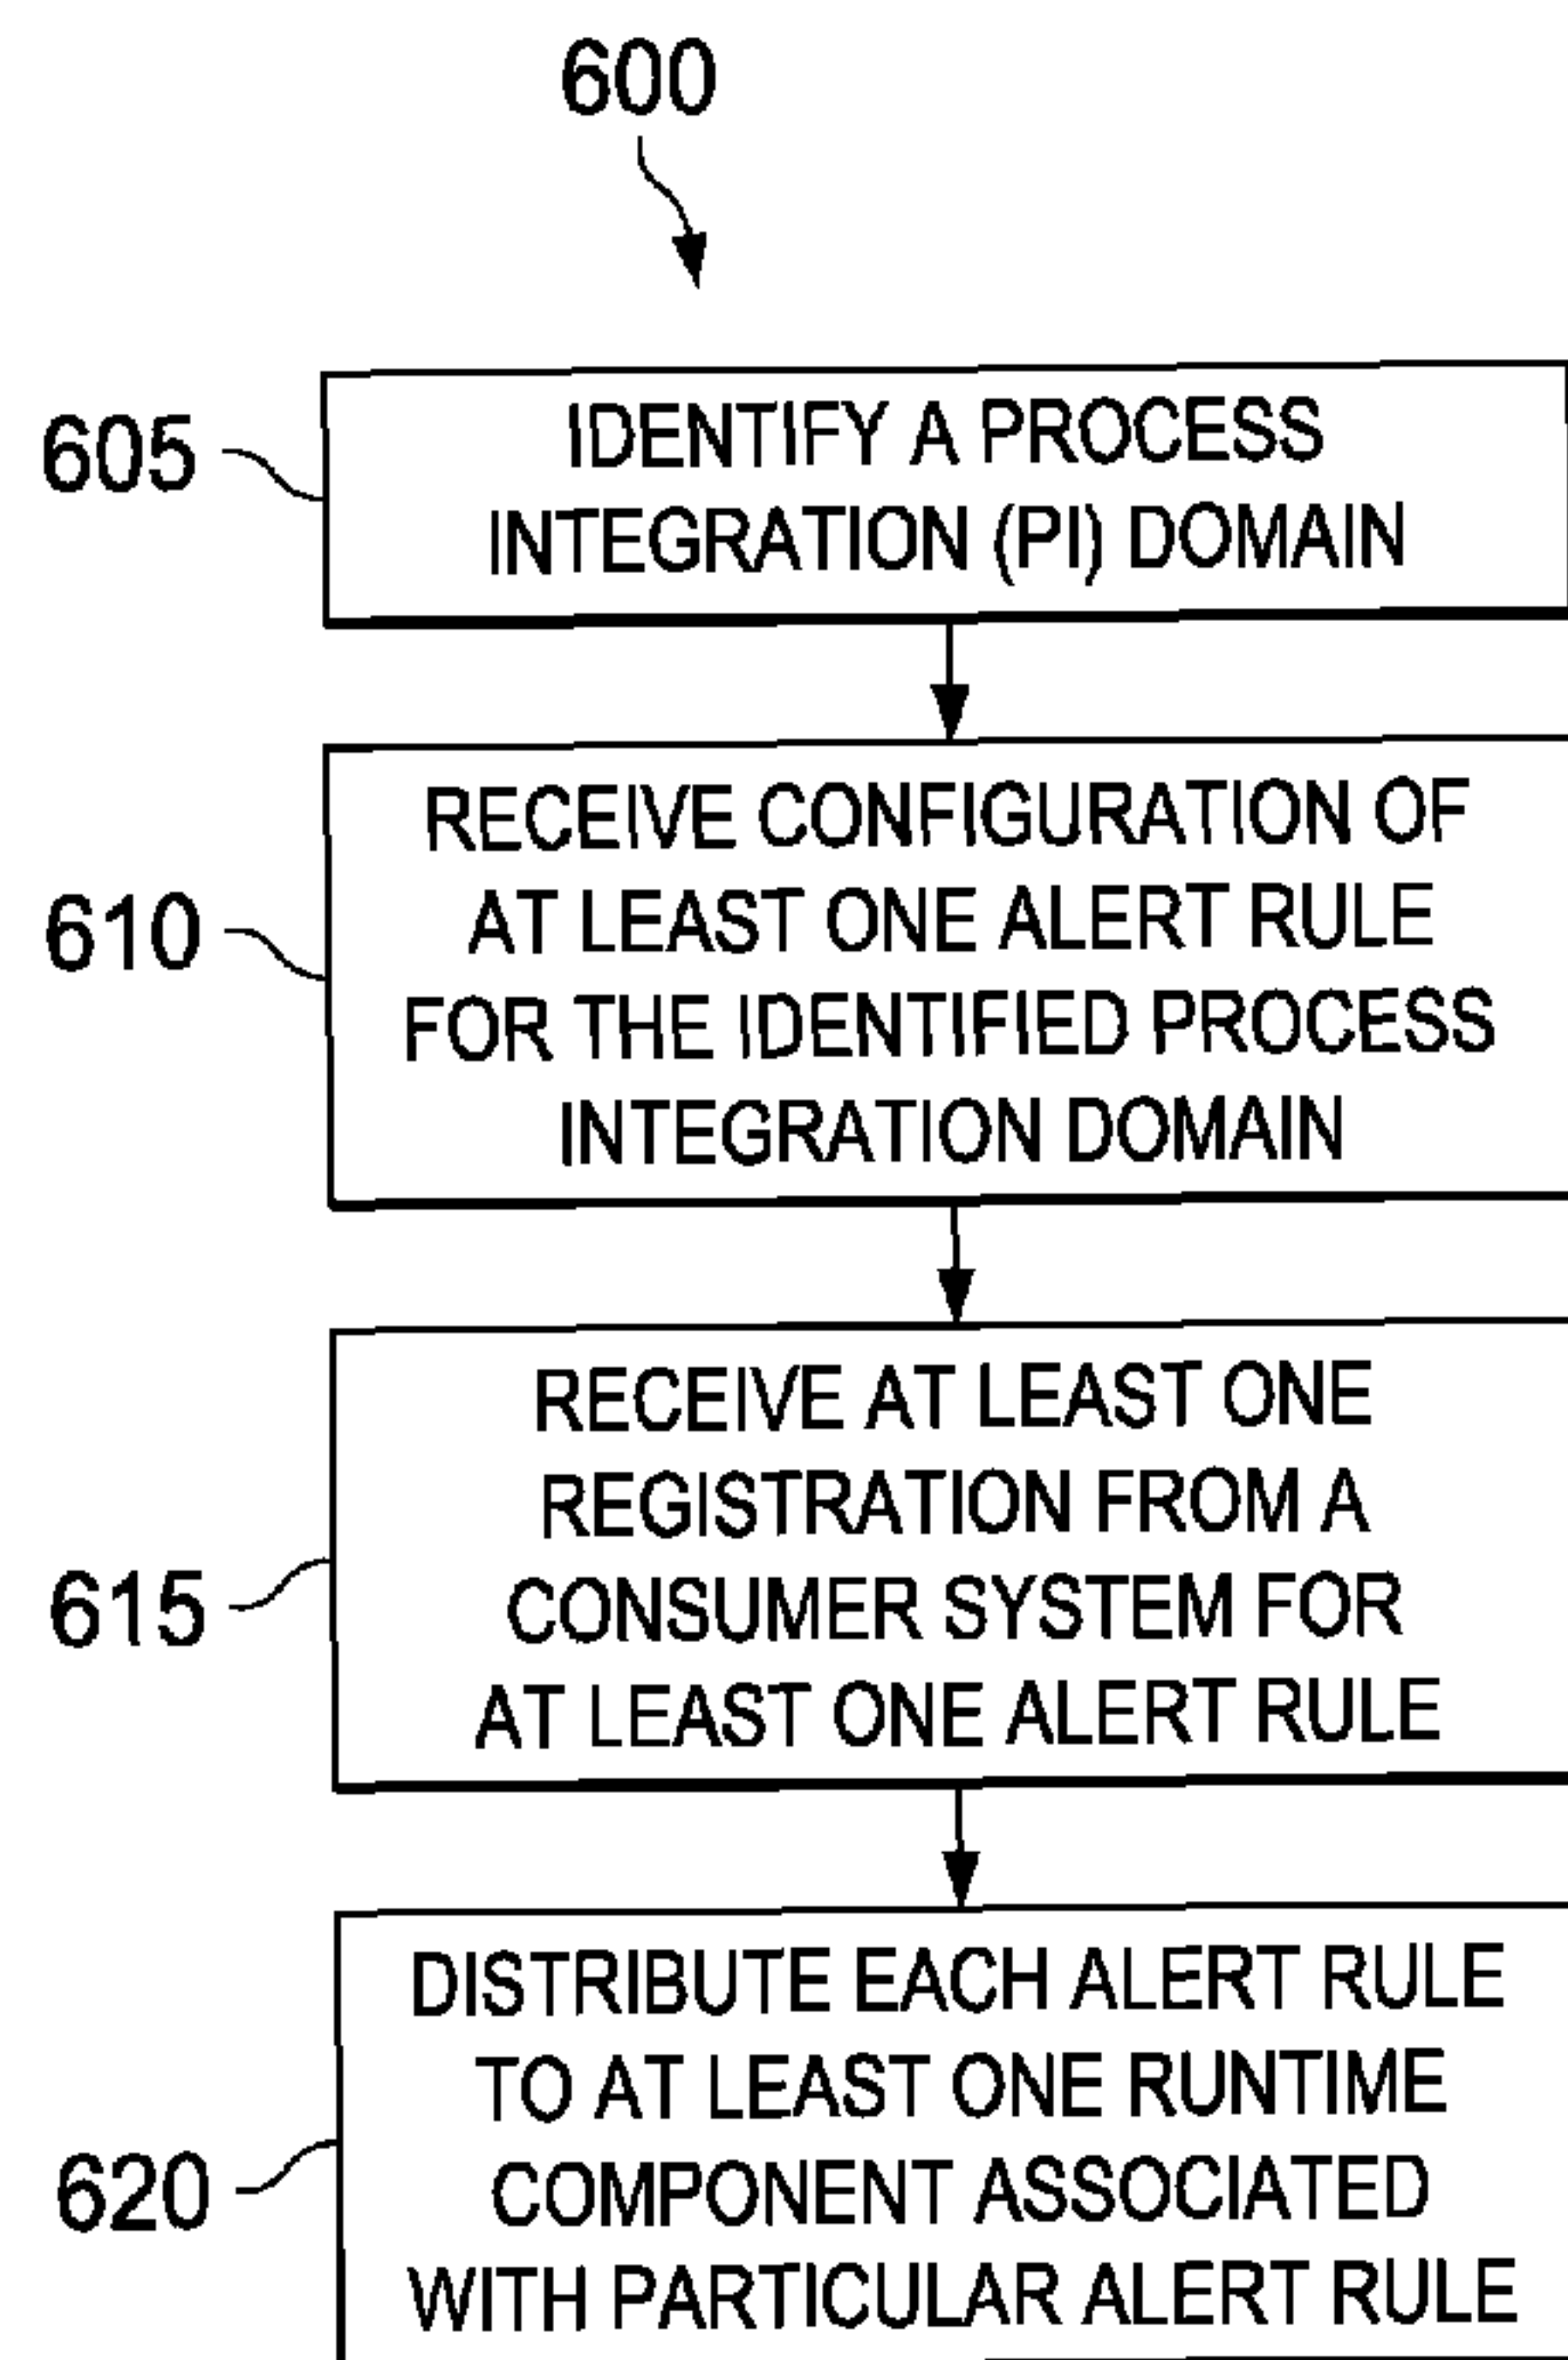 600
605
IDENTIFY A PROCESS
INTEGRATION (PI) DOMAIN
610
RECEIVE CONFIGURATION OF
AT LEAST ONE ALERT RULE
FOR THE IDENTIFIED PROCESS
INTEGRATION DOMAIN
615
RECEIVE AT LEAST ONE
REGISTRATION FROM A
CONSUMER SYSTEM FOR
AT LEAST ONE ALERT RULE
620
DISTRIBUTE EACH ALERT RULE
TO AT LEAST ONE RUNTIME
COMPONENT ASSOCIATED
WITH PARTICULAR ALERT RULE